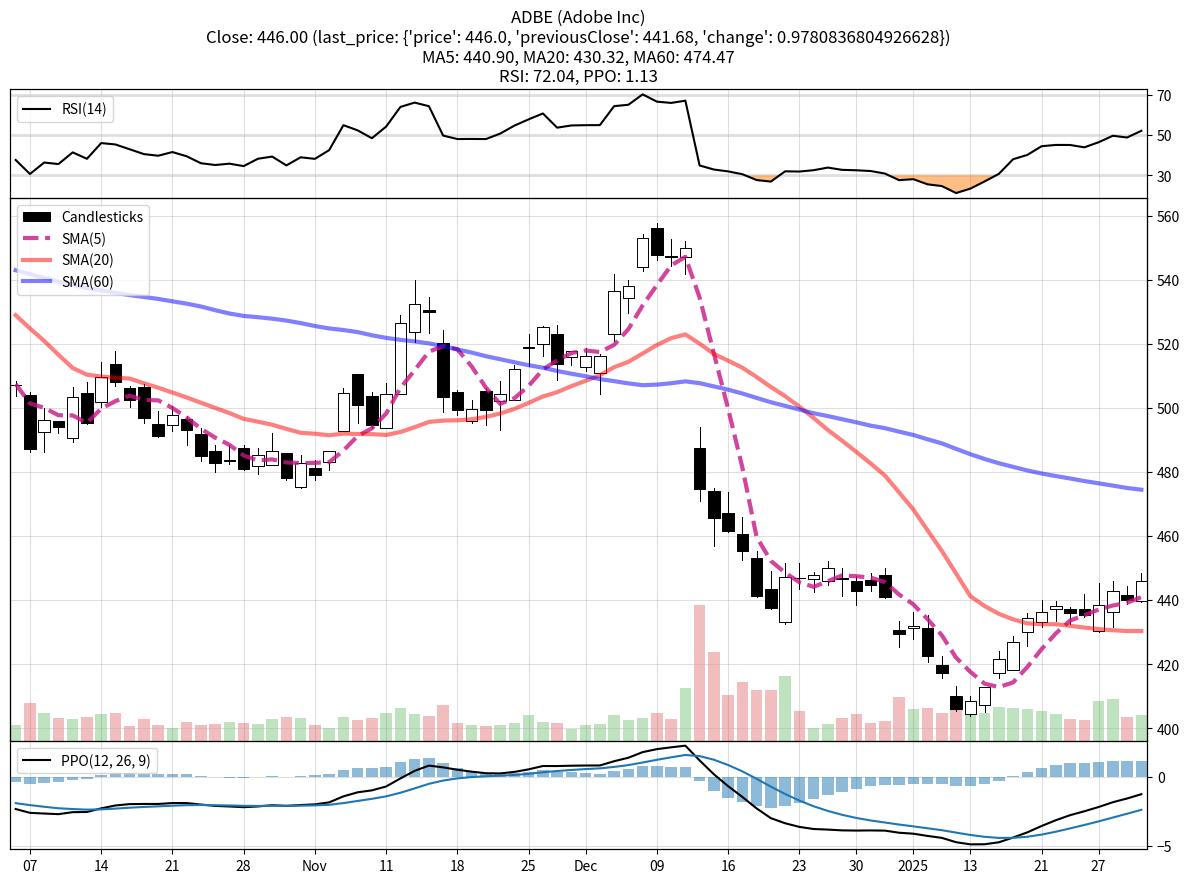 ADBE (Adobe Inc)
Close: 446.00 (last_price: {'price': 446.0, 'previousClose': 441.68, 'change': 0.9780836804926628})
MA5: 440.90, MA20: 430.32, MA60: 474.47
RSI: 72.04, PPO: 1.13
RSI(14)
70
50
30
Candlesticks
SMA(5)
SMA(20)
SMA(60)
560
540
520
500
480
460
440
420
400
PPO(12, 26, 9)
0
−5
07 14 21 28 Nov 11 18 25 Dec 09 16 23 30 2025 13 21 27